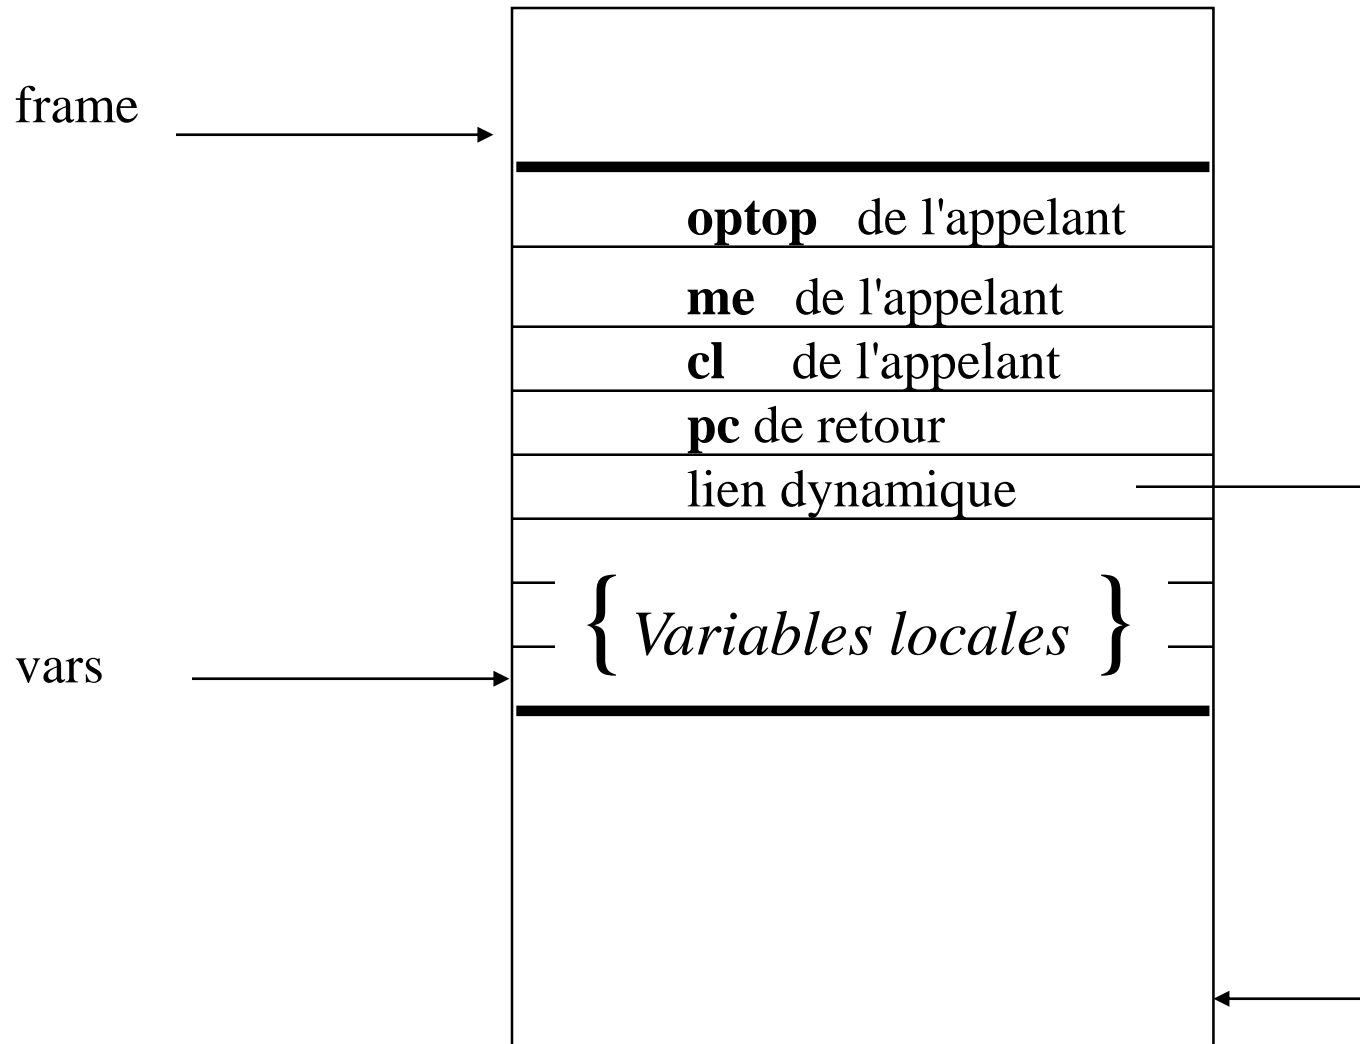 frame
optop de l'appelant
me de l'appelant
cl de l'appelant
pc de retour
lien dynamique
{ Variables locales }
vars